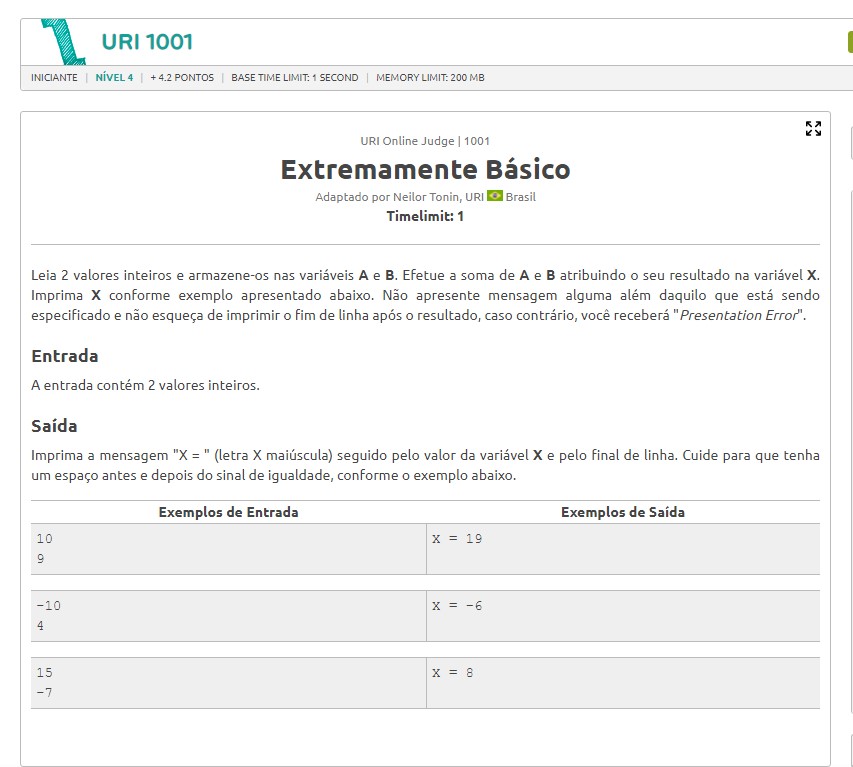 URI 1001
INICIANTE | NÍVEL 4 | + 4.2 PONTOS | BASE TIME LIMIT: 1 SECOND | MEMORY LIMIT: 200 MB
URI Online Judge | 1001
Extremamente Básico
Adaptado por Neilor Tonin, URI Brasil
Timelimit: 1
Leia 2 valores inteiros e armazene-os nas variáveis A e B. Efetue a soma de A e B atribuindo o seu resultado na variável X.
Imprima X conforme exemplo apresentado abaixo. Não apresente mensagem alguma além daquilo que está sendo
especificado e não esqueça de imprimir o fim de linha após o resultado, caso contrário, você receberá "Presentation Error".
Entrada
A entrada contém 2 valores inteiros.
Saída
Imprima a mensagem "X = " (letra X maiúscula) seguido pelo valor da variável X e pelo final de linha. Cuide para que tenha
um espaço antes e depois do sinal de igualdade, conforme o exemplo abaixo.
Exemplos de Entrada Exemplos de Saída
10 X = 19
9
-10 X = -6
4
15 X = 8
-7